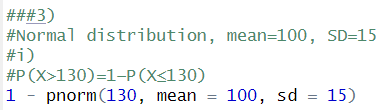 ###3)
#Normal distribution, mean=100, SD=15
#i)
#P(X>130)=1-P(X≤130)
1 - pnorm(130, mean = 100, sd = 15)